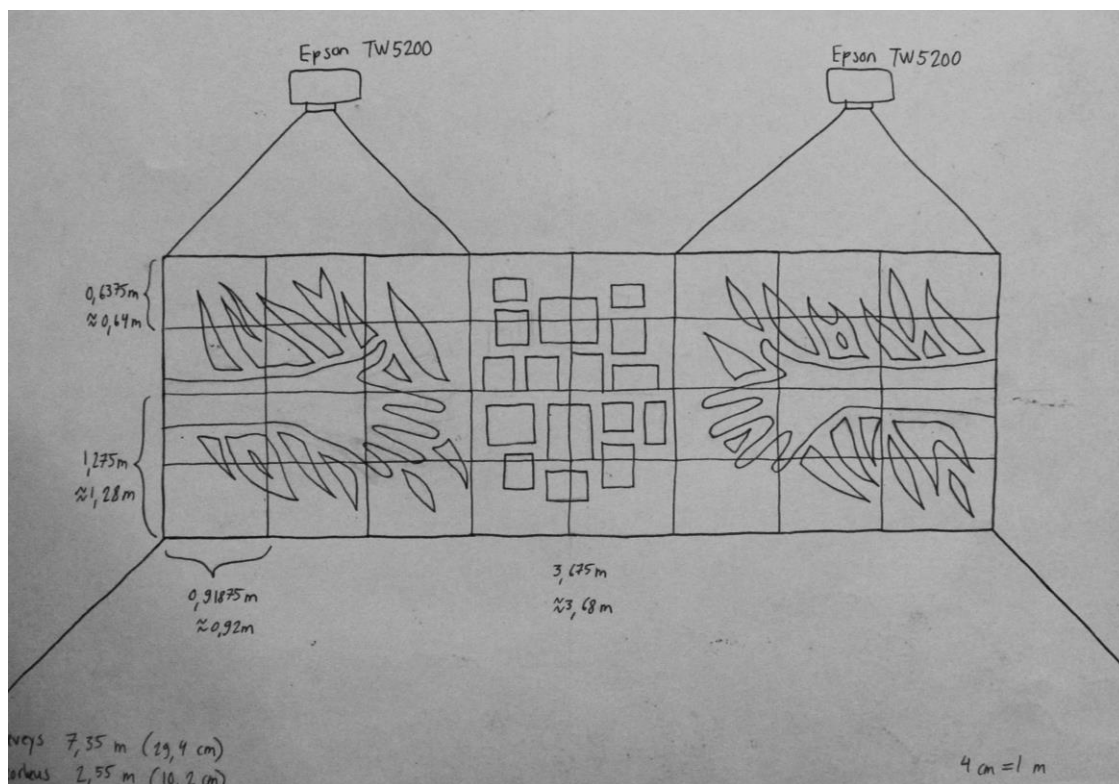 Epson TW5200
Epson TW5200
0,6375m
≈0,64m
1,275m
≈1,28m
0,91875m
≈0,92m
3,675m
≈3,68m
7,35 m (29,4 cm)
2,55 m (10,2 cm)
4 cm = 1 m